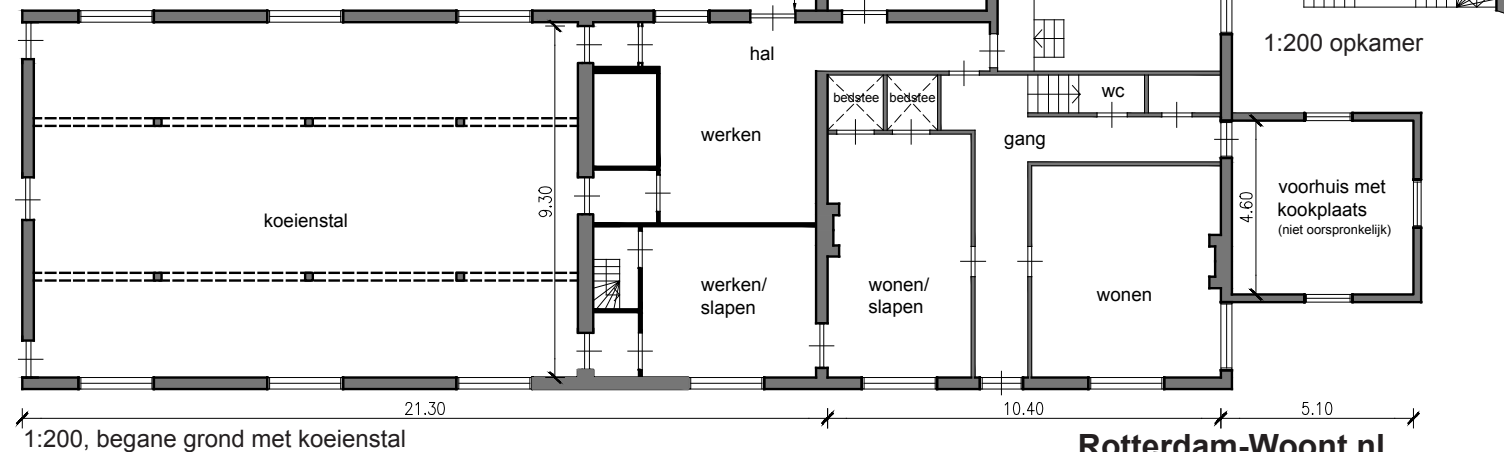 1:200 opkamer
hal
bedstee
bedstee
wc
werken
gang
9.30
koeienstal
4.60
voorhuis met
kookplaats
(niet oorspronkelijk)
werken/
slapen
wonen/
slapen
wonen
21.30
10.40
5.10
1:200, begane grond met koeienstal
Rotterdam-Woont.nl